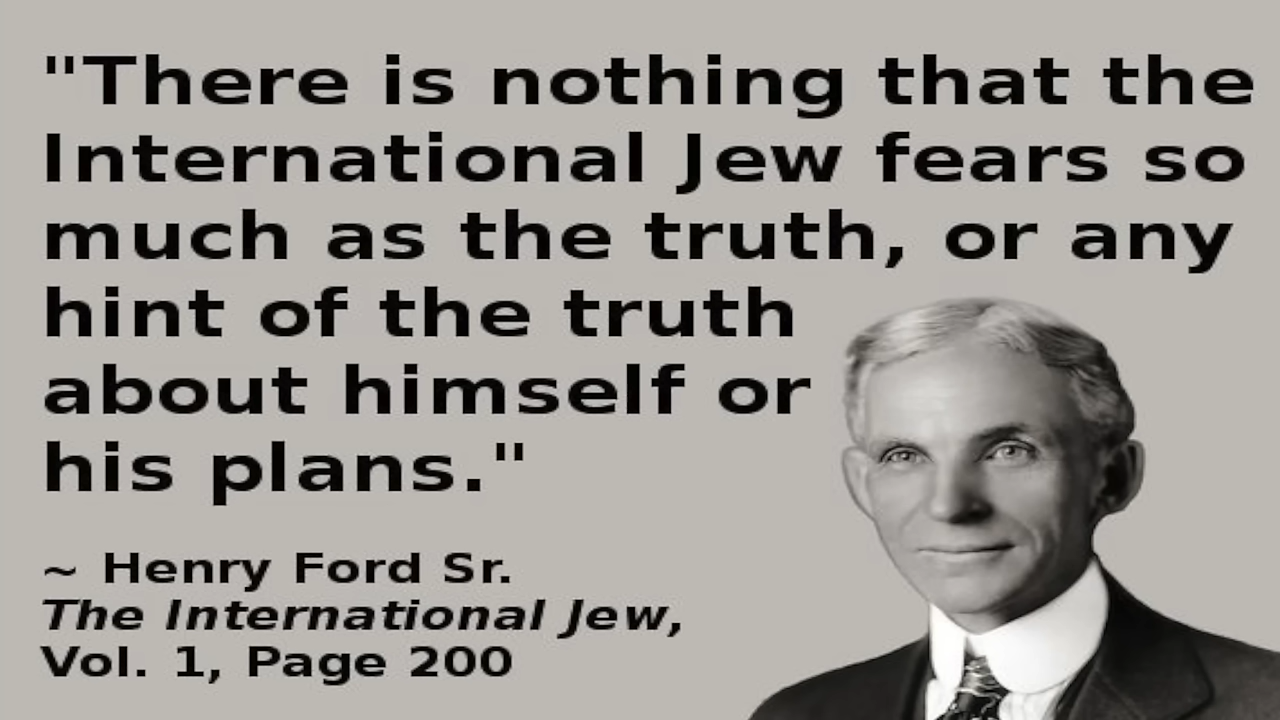 "There is nothing that the
International Jew fears so
much as the truth, or any
hint of the truth
about himself or
his plans."
~ Henry Ford Sr.
The International Jew,
Vol. 1, Page 200